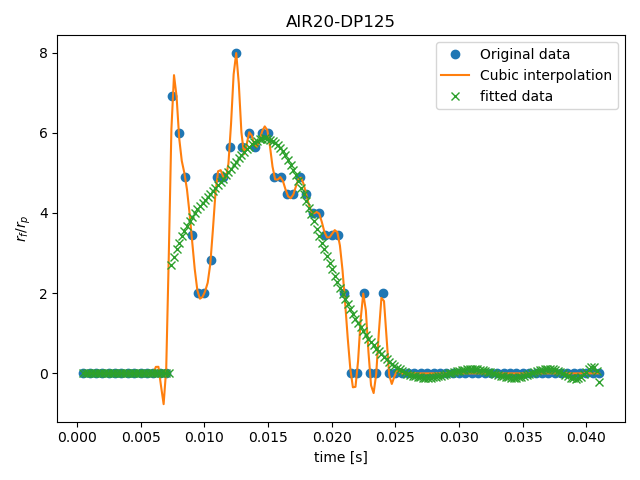 AIR20-DP125
Original data
Cubic interpolation
fitted data
r_f/r_p
8
6
4
2
0
0.000 0.005 0.010 0.015 0.020 0.025 0.030 0.035 0.040
time [s]